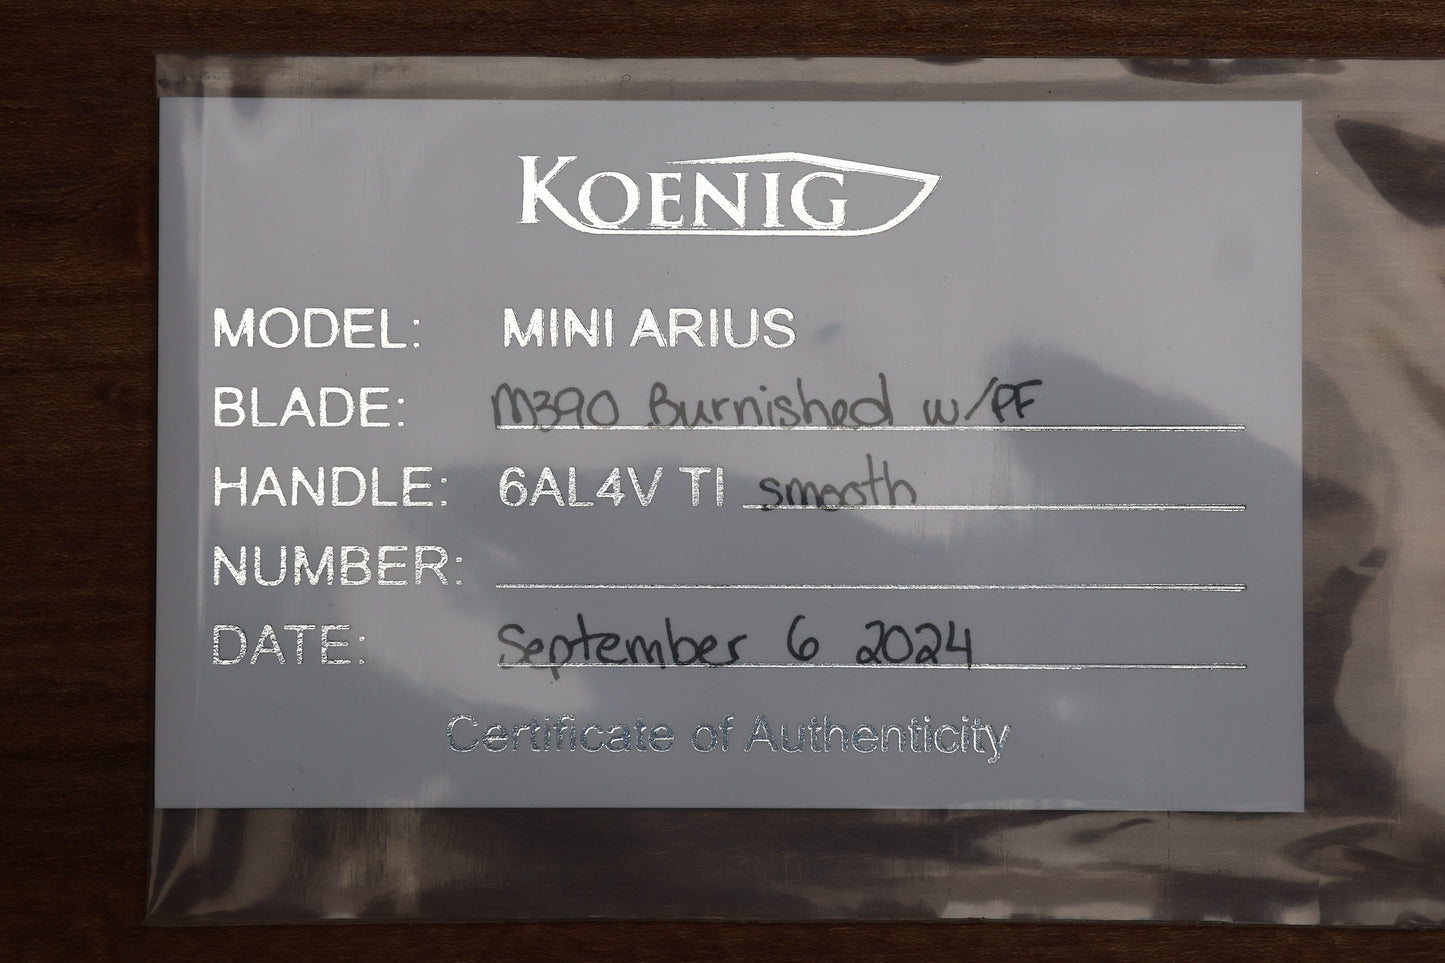 KOENIG
MODEL: MINI ARIUS
BLADE: M390 Burnished w/PF
HANDLE: 6AL4V TI smooth
NUMBER:
DATE: September 6 2024
Certificate of Authenticity